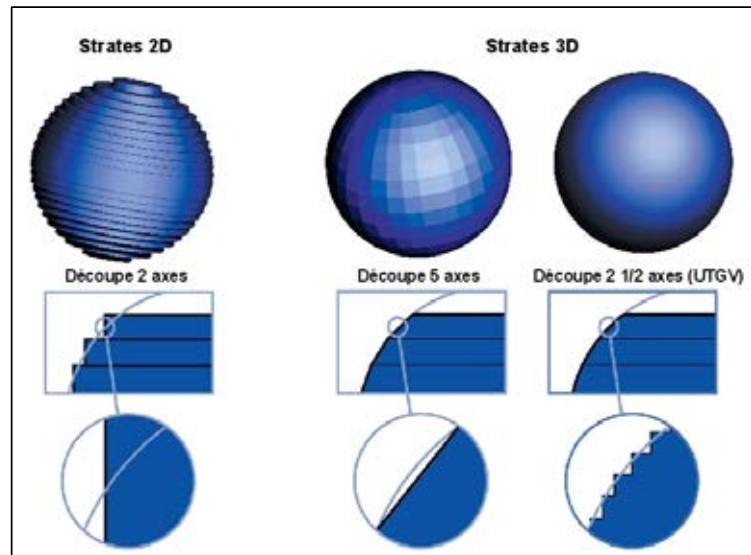 Strates 2D
Strates 3D
Découpe 2 axes
Découpe 5 axes
Découpe 2 1/2 axes (UTGV)